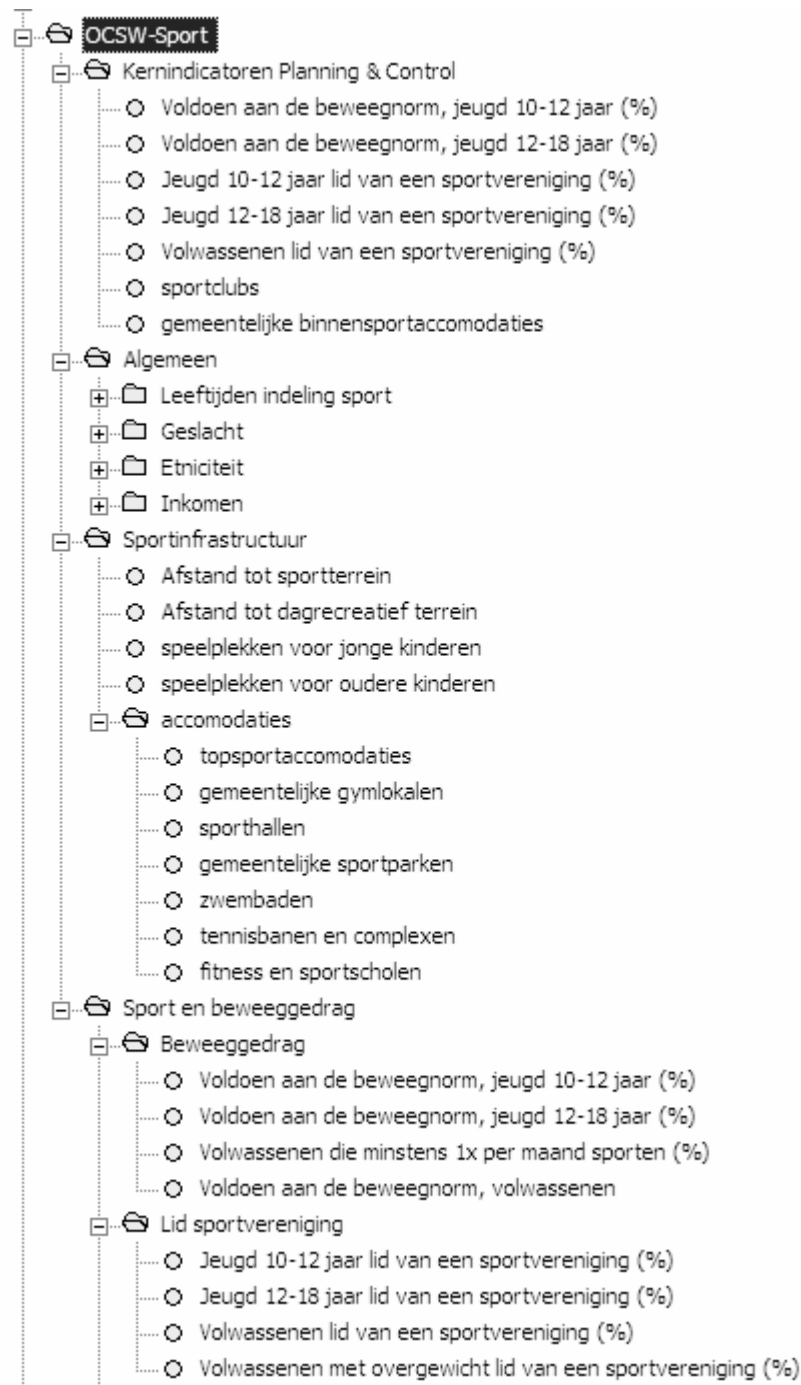 OCSW-Sport
Kernindicatoren Planning & Control
Voldoen aan de beweegnorm, jeugd 10-12 jaar (%)
Voldoen aan de beweegnorm, jeugd 12-18 jaar (%)
Jeugd 10-12 jaar lid van een sportvereniging (%)
Jeugd 12-18 jaar lid van een sportvereniging (%)
Volwassenen lid van een sportvereniging (%)
sportclubs
gemeentelijke binnensportaccomodaties
Algemeen
Leeftijden indeling sport
Geslacht
Etniciteit
Inkomen
Sportinfrastructuur
Afstand tot sportterrein
Afstand tot dagrecreatief terrein
speelplekken voor jonge kinderen
speelplekken voor oudere kinderen
accomodaties
topsportaccomodaties
gemeentelijke gymlokalen
sporthallen
gemeentelijke sportparken
zwembaden
tennisbanen en complexen
fitness en sportscholen
Sport en beweeggedrag
Beweeggedrag
Voldoen aan de beweegnorm, jeugd 10-12 jaar (%)
Voldoen aan de beweegnorm, jeugd 12-18 jaar (%)
Volwassenen die minstens 1x per maand sporten (%)
Voldoen aan de beweegnorm, volwassenen
Lid sportvereniging
Jeugd 10-12 jaar lid van een sportvereniging (%)
Jeugd 12-18 jaar lid van een sportvereniging (%)
Volwassenen lid van een sportvereniging (%)
Volwassenen met overgewicht lid van een sportvereniging (%)